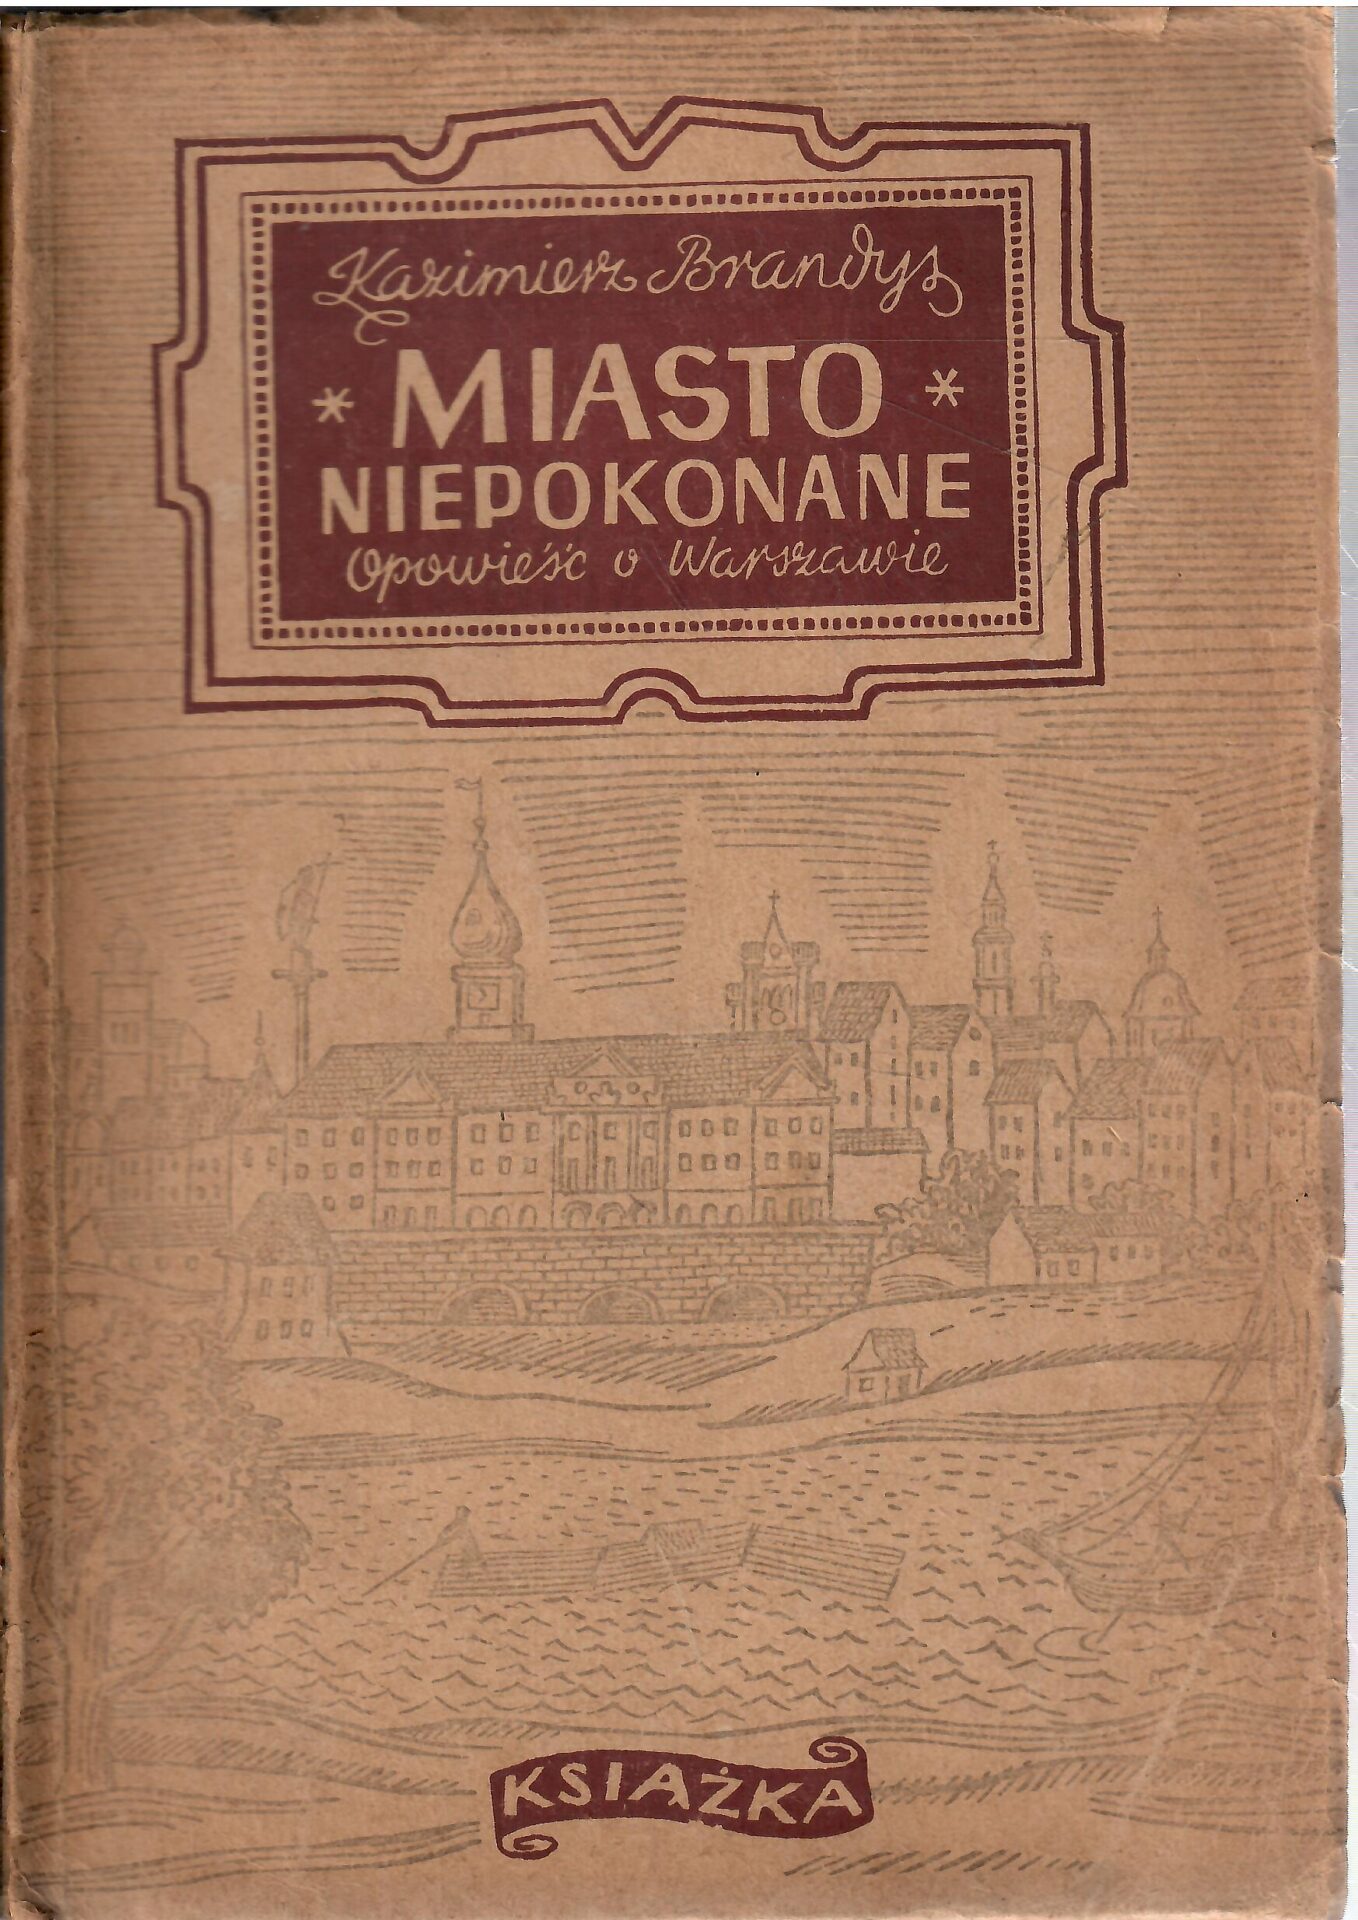 Kazimierz Brandys
* MIASTO *
NIEPOKONANE
Opowieść o Warszawie
KSIĄŻKA